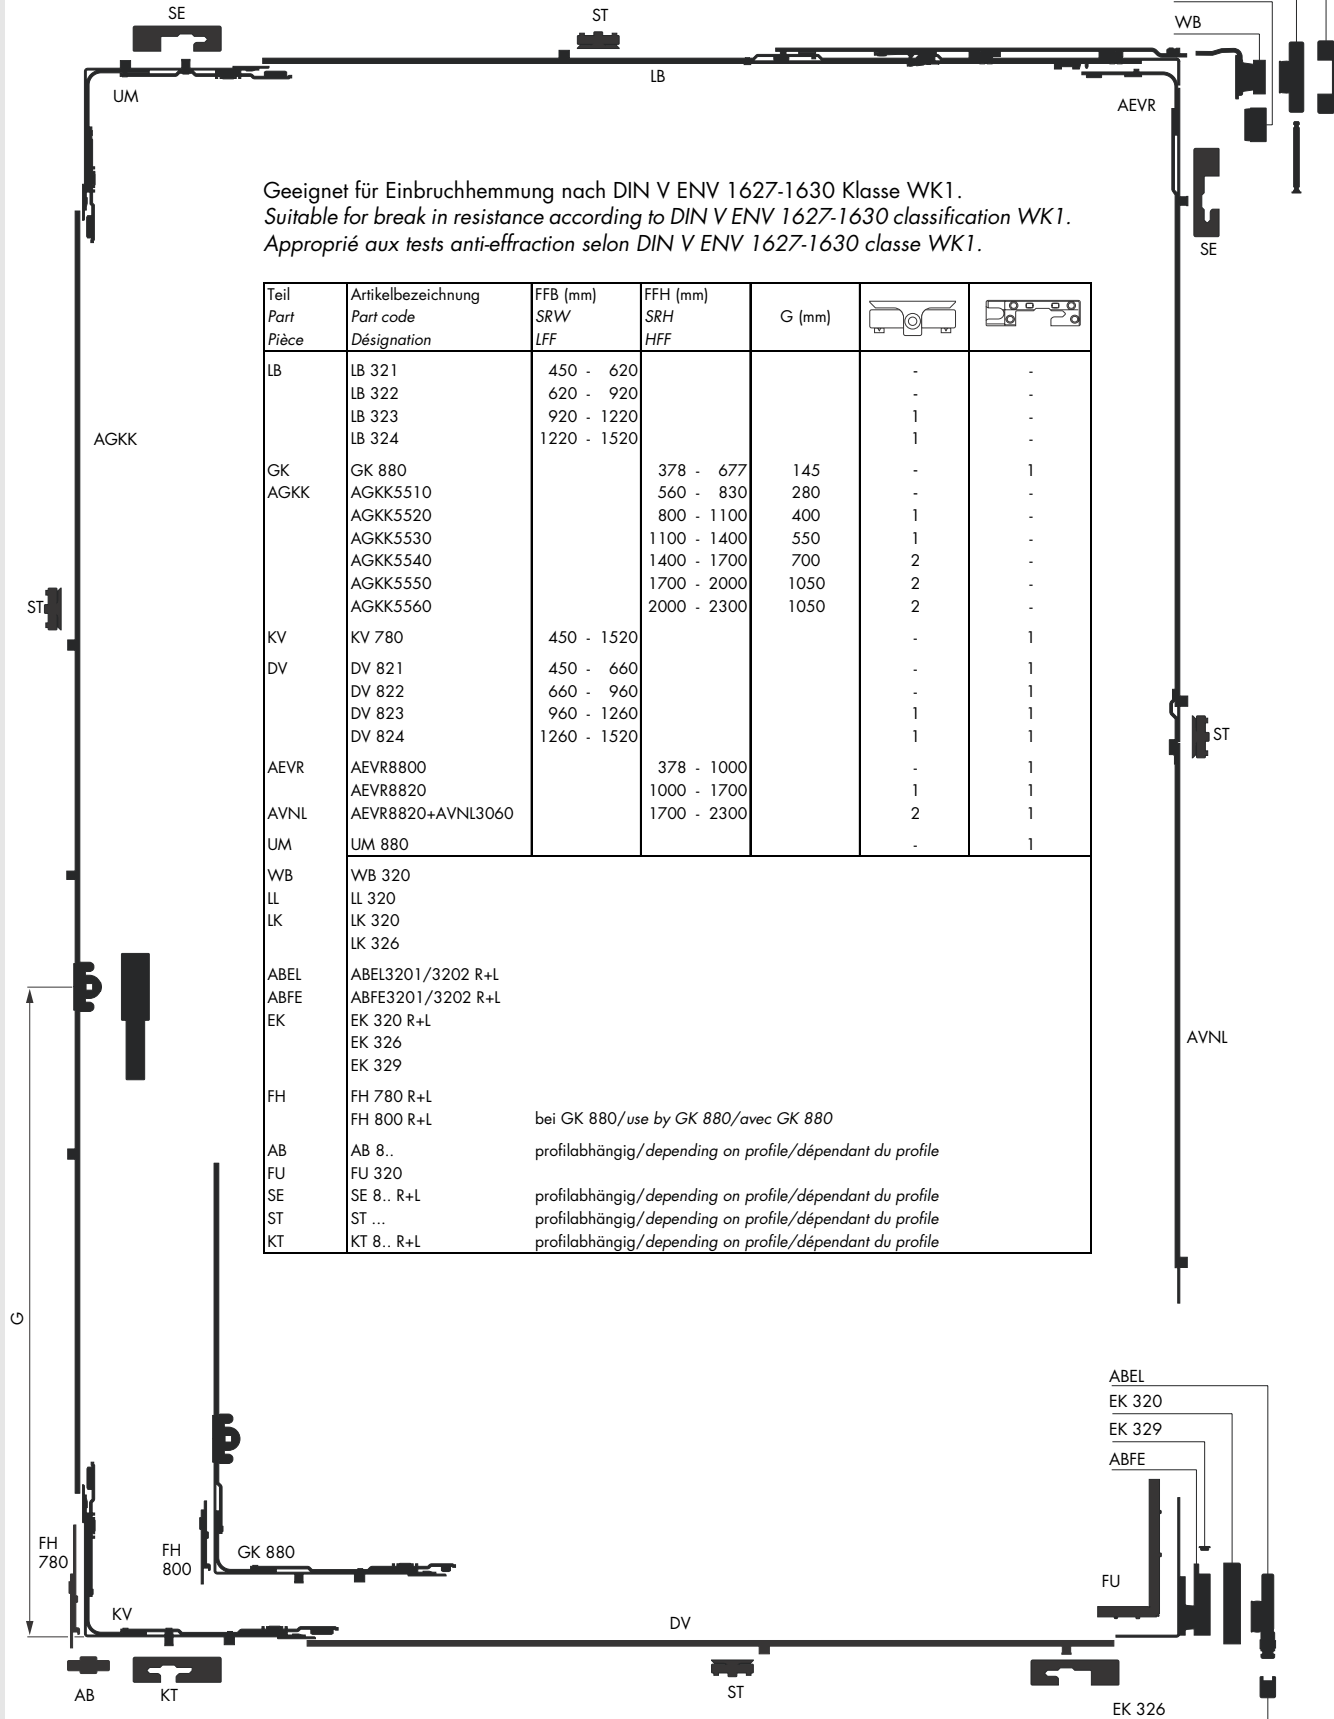 SE
ST
WB
LB
UM
AEVR
Geeignet für Einbruchhemmung nach DIN V ENV 1627-1630 Klasse WK1.
Suitable for break in resistance according to DIN V ENV 1627-1630 classification WK1.
Approprié aux tests anti-effraction selon DIN V ENV 1627-1630 classe WK1.
SE
Teil Artikelbezeichnung FFB (mm) FFH (mm)
Part Part code SRW SRH G (mm)
Pièce Désignation LFF HFF
LB LB 321 450 - 620 - -
LB 322 620 - 920 - -
LB 323 920 - 1220 1 -
LB 324 1220 - 1520 1 -
AGKK
GK GK 880 378 - 677 145 - 1
AGKK AGKK5510 560 - 830 280 - -
AGKK5520 800 - 1100 400 1 -
AGKK5530 1100 - 1400 550 1 -
AGKK5540 1400 - 1700 700 2 -
AGKK5550 1700 - 2000 1050 2 -
AGKK5560 2000 - 2300 1050 2 -
ST
KV KV 780 450 - 1520 - 1
DV DV 821 450 - 660 - 1
DV 822 660 - 960 - 1
DV 823 960 - 1260 1 1
DV 824 1260 - 1520 1 1
ST
AEVR AEVR8800 378 - 1000 - 1
AEVR8820 1000 - 1700 1 1
AVNL AEVR8820+AVNL3060 1700 - 2300 2 1
UM UM 880 - 1
WB WB 320
LL LL 320
LK LK 320
LK 326
ABEL ABEL3201/3202 R+L
ABFE ABFE3201/3202 R+L
EK EK 320 R+L
EK 326
EK 329
AVNL
FH FH 780 R+L
FH 800 R+L bei GK 880/use by GK 880/avec GK 880
AB AB 8.. profilabhängig/depending on profile/dépendant du profile
FU FU 320
SE SE 8.. R+L profilabhängig/depending on profile/dépendant du profile
ST ST ... profilabhängig/depending on profile/dépendant du profile
KT KT 8.. R+L profilabhängig/depending on profile/dépendant du profile
G
ABEL
EK 320
EK 329
ABFE
FH
780
FH
800
GK 880
FU
KV
DV
AB
KT
ST
EK 326